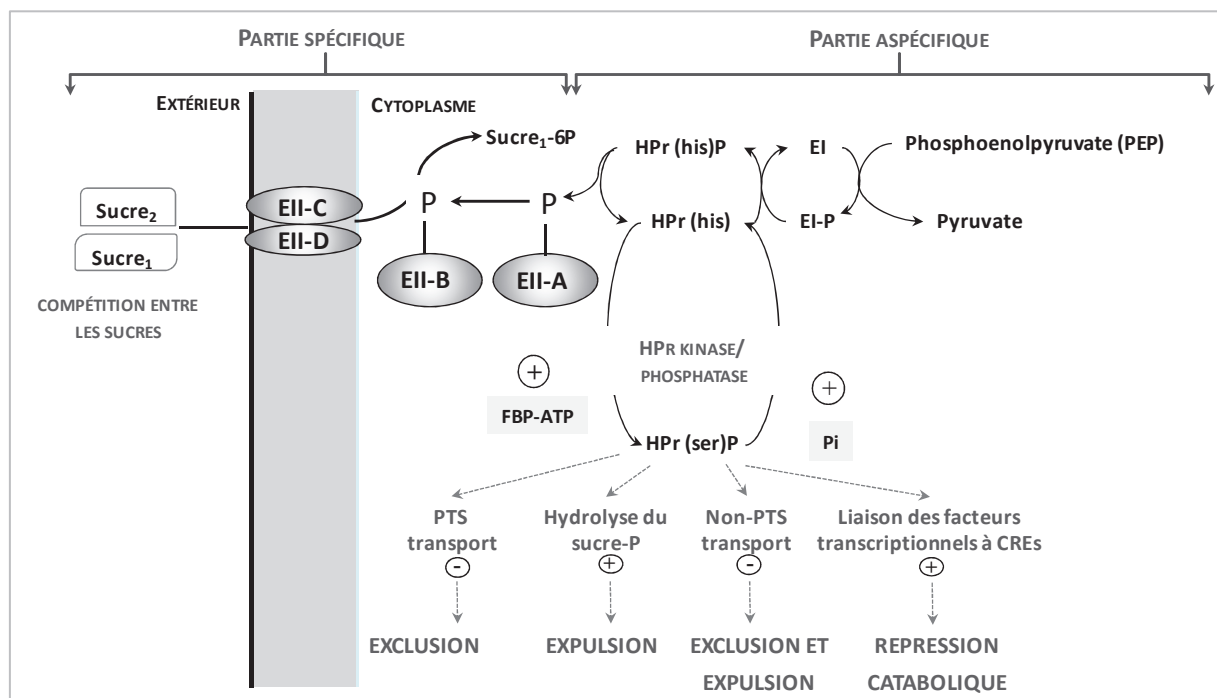 PARTIE SPÉCIFIQUE
PARTIE ASPÉCIFIQUE
EXTÉRIEUR
CYTOPLASME
Sucre1-6P
HPr (his)P
EI
Phosphoenolpyruvate (PEP)
Sucre2
Sucre1
EII-C
EII-D
P
P
HPr (his)
EI-P
Pyruvate
EII-B
EII-A
COMPÉTITION ENTRE
LES SUCRES
HPR KINASE/
PHOSPHATASE
+
+
FBP-ATP
Pi
HPr (ser)P
PTS
transport
-
Hydrolyse du
sucre-P
+
Non-PTS
transport
-
Liaison des facteurs
transcriptionnels à CREs
+
EXCLUSION
EXPULSION
EXCLUSION ET
EXPULSION
REPRESSION
CATABOLIQUE